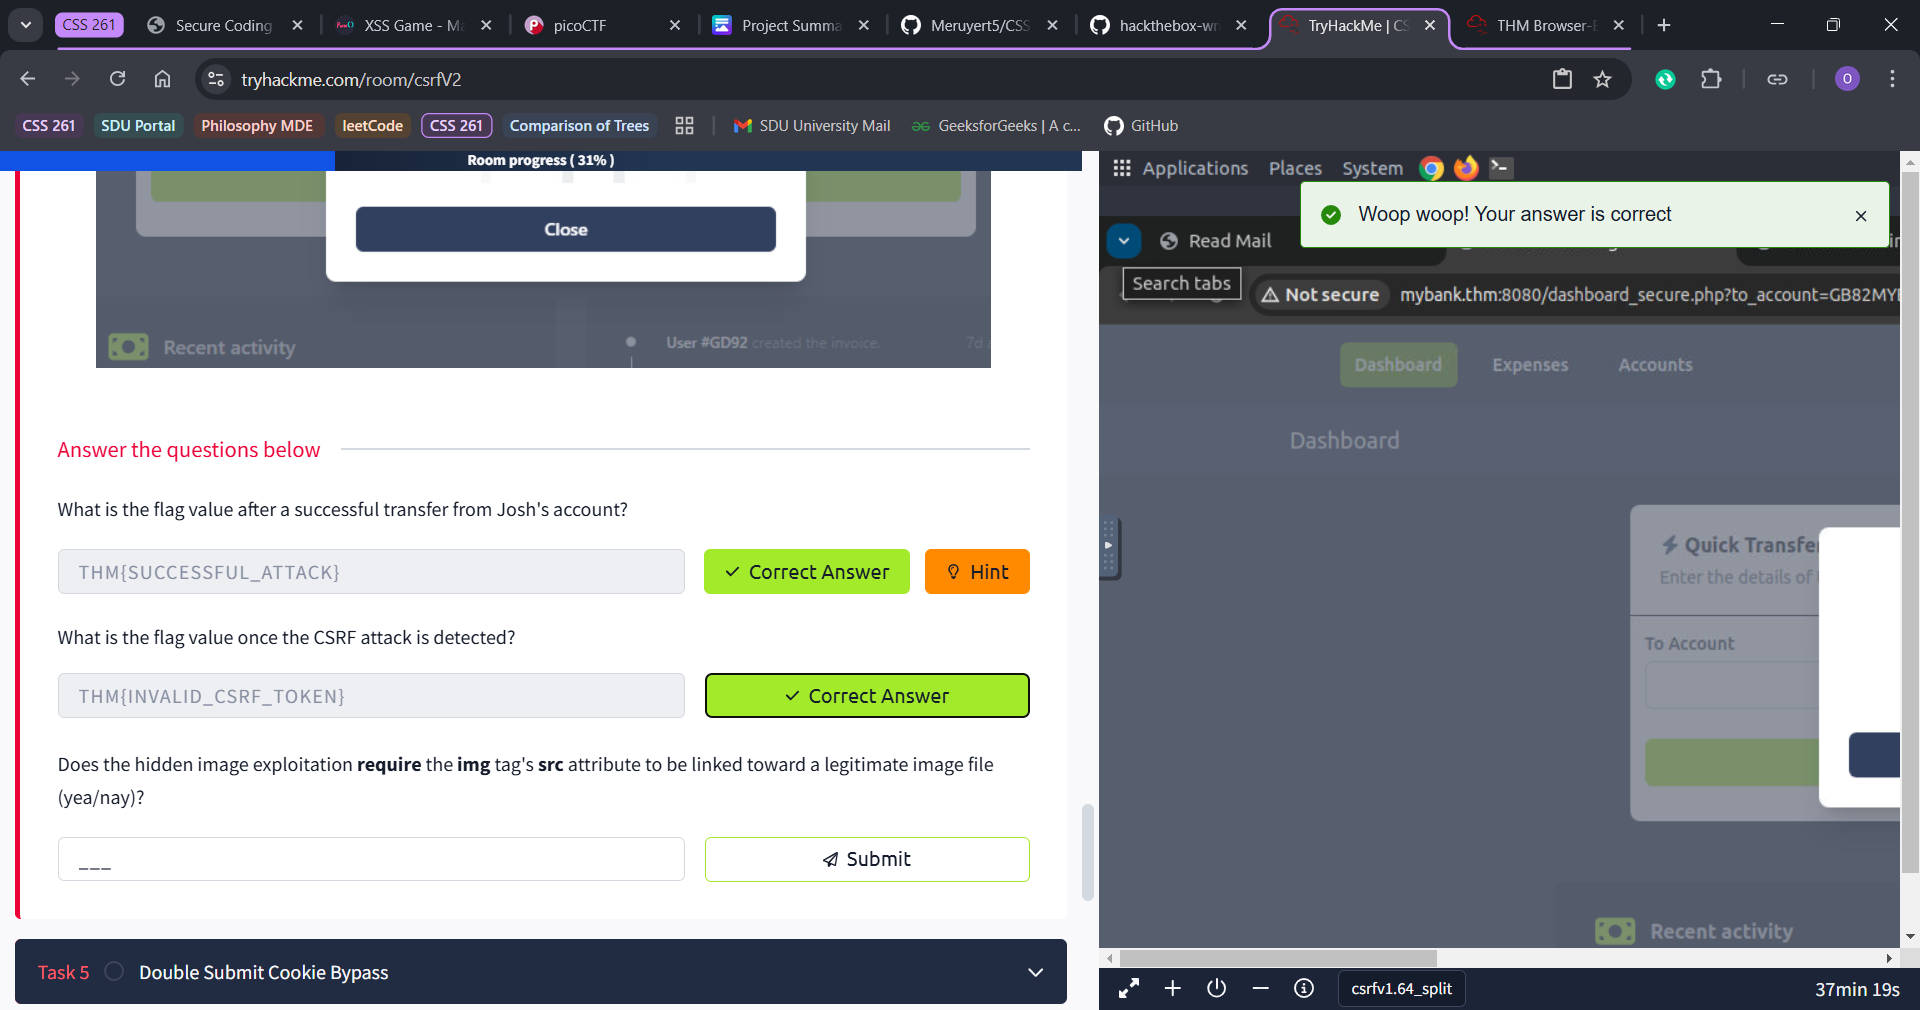 CSS 261
Secure Coding
XSS Game - Ma
picoCTF
Project Summa
Meruyert5/CSS
hackthebox-wri
TryHackMe | CS
THM Browser-
tryhackme.com/room/csrfV2
O
CSS 261
SDU Portal
Philosophy MDE
leetCode
CSS 261
Comparison of Trees
SDU University Mail
GeeksforGeeks | A c...
GitHub
Room progress ( 31% )
Close
Recent activity
User #GD92 created the invoice.
7d
Answer the questions below
What is the flag value after a successful transfer from Josh's account?
THM{SUCCESSFUL_ATTACK}
Correct Answer
Hint
What is the flag value once the CSRF attack is detected?
THM{INVALID_CSRF_TOKEN}
Correct Answer
Does the hidden image exploitation require the img tag's src attribute to be linked toward a legitimate image file
(yea/nay)?
___
Submit
Task 5
Double Submit Cookie Bypass
Applications
Places
System
Woop woop! Your answer is correct
Read Mail
Search tabs
Not secure
mybank.thm:8080/dashboard_secure.php?to_account=GB82MY
Dashboard
Expenses
Accounts
Dashboard
Quick Transfe
Enter the details of
To Account
Recent activity
csrfv1.64_split
37min 19s